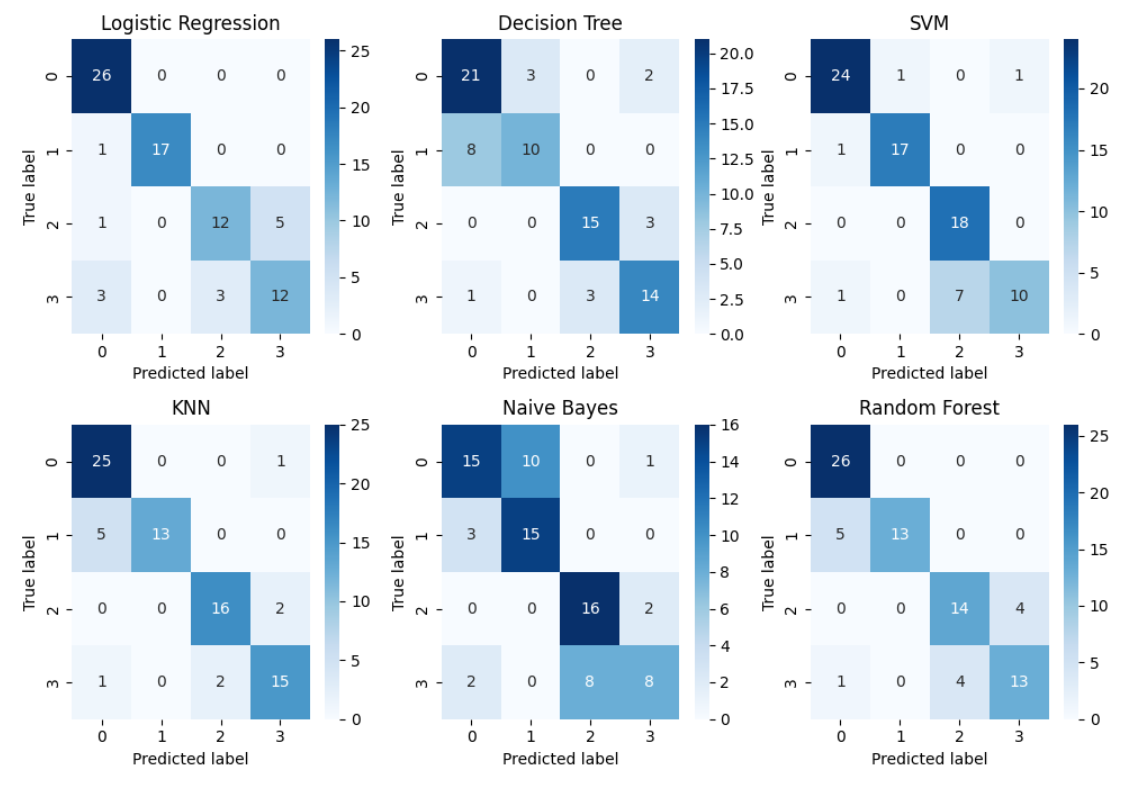 Logistic Regression
0 26 0 0 0
1 1 17 0 0
2 1 0 12 5
3 3 0 3 12
0 1 2 3
True label
Predicted label
25
20
15
10
5
0
Decision Tree
0 21 3 0 2
1 8 10 0 0
2 0 0 15 3
3 1 0 3 14
0 1 2 3
True label
Predicted label
20.0
17.5
15.0
12.5
10.0
7.5
5.0
2.5
0.0
SVM
0 24 1 0 1
1 1 17 0 0
2 0 0 18 0
3 1 0 7 10
0 1 2 3
True label
Predicted label
20
15
10
5
0
KNN
0 25 0 0 1
1 5 13 0 0
2 0 0 16 2
3 1 0 2 15
0 1 2 3
True label
Predicted label
25
20
15
10
5
0
Naive Bayes
0 15 10 0 1
1 3 15 0 0
2 0 0 16 2
3 2 0 8 8
0 1 2 3
True label
Predicted label
16
14
12
10
8
6
4
2
0
Random Forest
0 26 0 0 0
1 5 13 0 0
2 0 0 14 4
3 1 0 4 13
0 1 2 3
True label
Predicted label
25
20
15
10
5
0